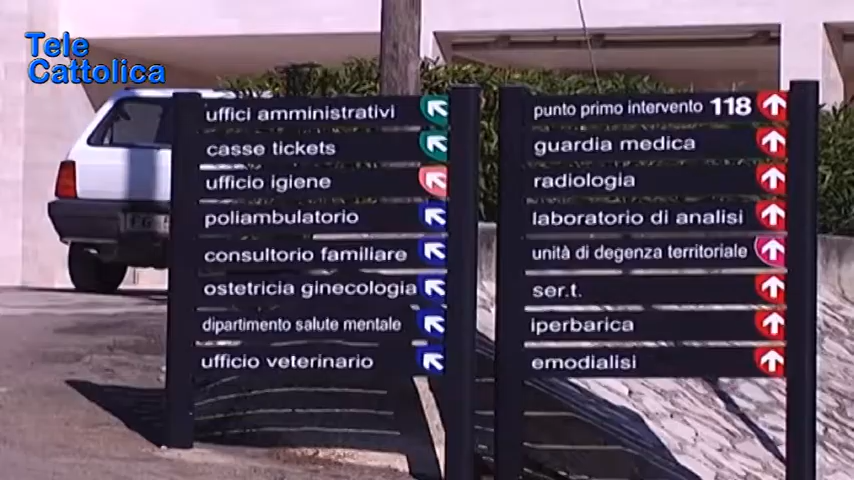 Tele
Cattolica
uffici amministrativi
casse tickets
ufficio igiene
poliambulatorio
consultorio familiare
ostetricia ginecologia
dipartimento salute mentale
ufficio veterinario
punto primo intervento 118
guardia medica
radiologia
laboratorio di analisi
unità di degenza territoriale
ser.t.
iperbarica
emodialisi